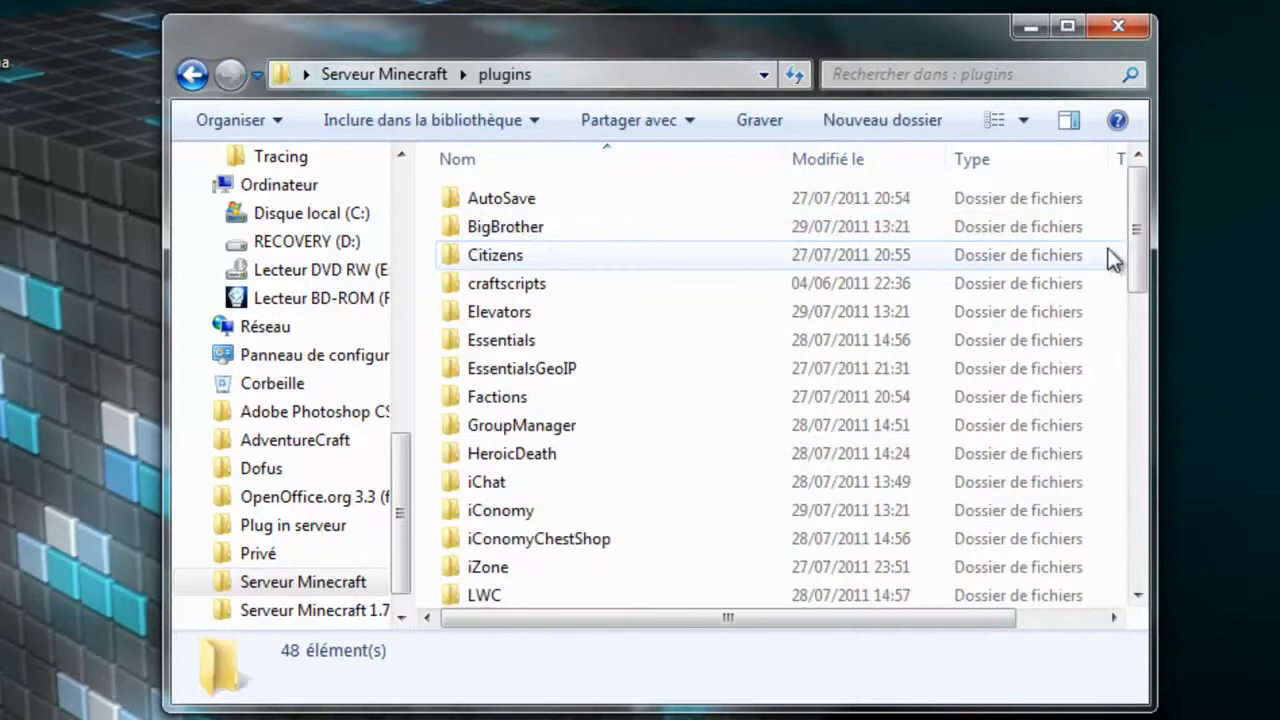 a
Serveur Minecraft plugins
Rechercher dans : plugins
Organiser Inclure dans la bibliothèque Partager avec Graver Nouveau dossier
Tracing
Ordinateur
Disque local (C:)
RECOVERY (D:)
Lecteur DVD RW (E
Lecteur BD-ROM (F
Réseau
Panneau de configur
Corbeille
Adobe Photoshop CS
AdventureCraft
Dofus
OpenOffice.org 3.3 (f
Plug in serveur
Privé
Serveur Minecraft
Serveur Minecraft 1.7
Nom Modifié le Type T
AutoSave 27/07/2011 20:54 Dossier de fichiers
BigBrother 29/07/2011 13:21 Dossier de fichiers
Citizens 27/07/2011 20:55 Dossier de fichiers
craftscripts 04/06/2011 22:36 Dossier de fichiers
Elevators 29/07/2011 13:21 Dossier de fichiers
Essentials 28/07/2011 14:56 Dossier de fichiers
EssentialsGeoIP 27/07/2011 21:31 Dossier de fichiers
Factions 27/07/2011 20:54 Dossier de fichiers
GroupManager 28/07/2011 14:51 Dossier de fichiers
HeroicDeath 28/07/2011 14:24 Dossier de fichiers
iChat 28/07/2011 13:49 Dossier de fichiers
iConomy 29/07/2011 13:21 Dossier de fichiers
iConomyChestShop 28/07/2011 14:56 Dossier de fichiers
iZone 27/07/2011 23:51 Dossier de fichiers
LWC 28/07/2011 14:57 Dossier de fichiers
48 élément(s)